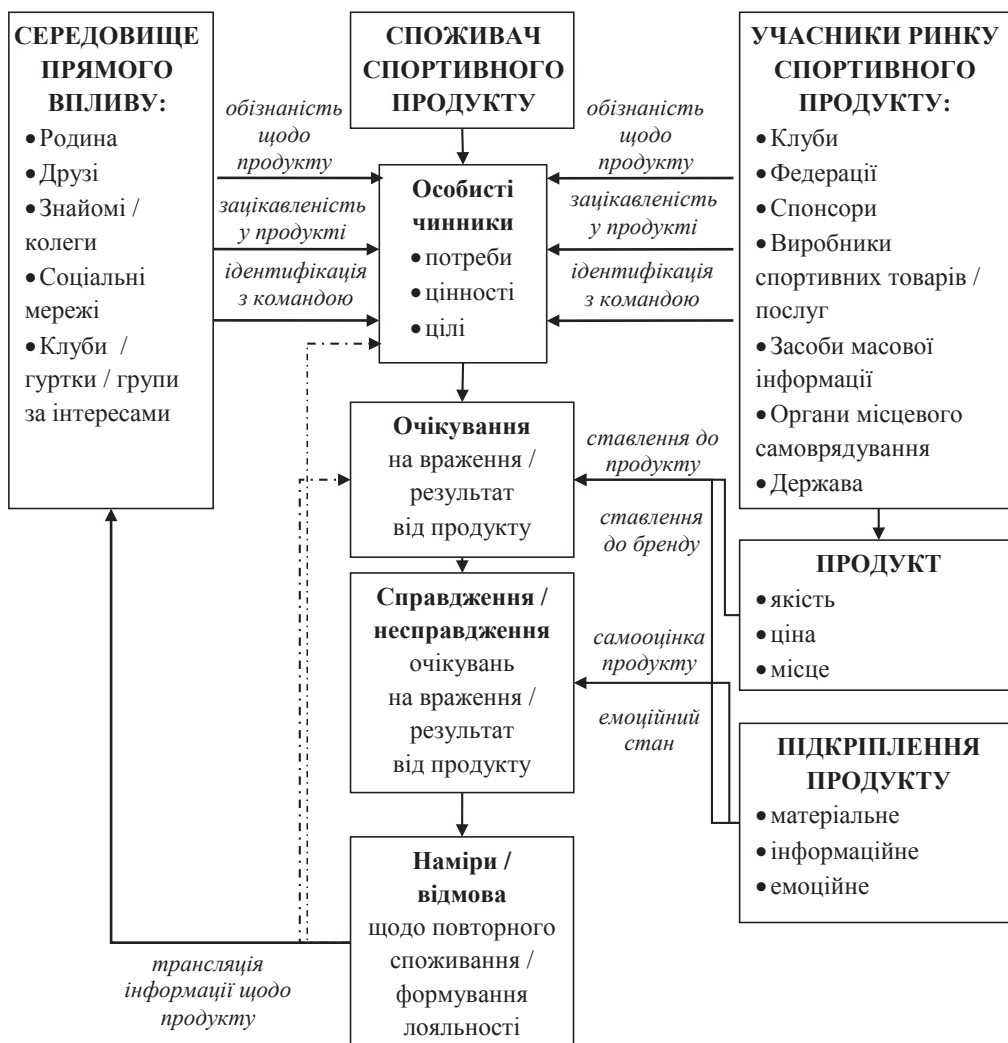 СЕРЕДОВИЩЕ
ПРЯМОГО
ВПЛИВУ:
•Родина
•Друзі
•Знайомі /
колеги
•Соціальні
мережі
•Клуби /
гуртки / групи
за інтересами
обізнаність
щодо
продукту
зацікавленість
у продукті
ідентифікація
з командою
СПОЖИВАЧ
СПОРТИВНОГО
ПРОДУКТУ
Особисті
чинники
•потреби
•цінності
•цілі
обізнаність
щодо
продукту
зацікавленість
у продукті
ідентифікація
з командою
УЧАСНИКИ РИНКУ
СПОРТИВНОГО
ПРОДУКТУ:
•Клуби
•Федерації
•Спонсори
•Виробники
спортивних товарів /
послуг
•Засоби масової
інформації
•Органи місцевого
самоврядування
•Держава
Очікування
на враження /
результат
від продукту
ставлення до
продукту
ставлення
до бренду
ПРОДУКТ
•якість
•ціна
•місце
Справдження /
несправдження
очікувань
на враження /
результат
від продукту
самооцінка
продукту
емоційний
стан
ПІДКРІПЛЕННЯ
ПРОДУКТУ
•матеріальне
•інформаційне
•емоційне
Наміри /
відмова
щодо повторного
споживання /
формування
лояльності
трансляція
інформації щодо
продукту